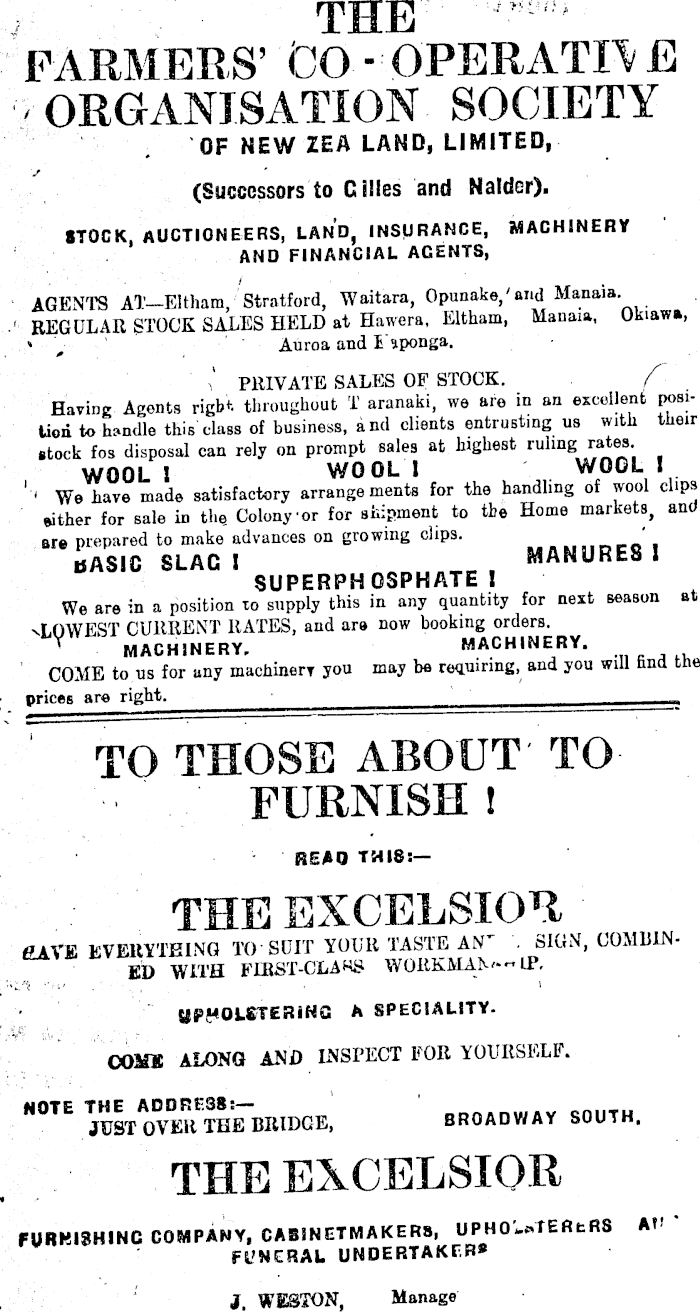 THE
FARMERS' CO-OPERATIVE
ORGANISATION SOCIETY
OF NEW ZEALAND, LIMITED,
(Successors to Gilles and Nalder).
STOCK, AUCTIONEERS, LAND, INSURANCE, MACHINERY
AND FINANCIAL AGENTS,
AGENTS AT—Eltham, Stratford, Waitara, Opunake, and Manaia.
REGULAR STOCK SALES HELD at Hawera, Eltham, Manaia, Okiawa,
Auroa and Kaponga.
PRIVATE SALES OF STOCK.
Having Agents right throughout Taranaki, we are in an excellent posi-
tion to handle this class of business, and clients entrusting us with their
stock fos disposal can rely on prompt sales at highest ruling rates.
WOOL ! WOOL ! WOOL !
We have made satisfactory arrangements for the handling of wool clips
either for sale in the Colony or for shipment to the Home markets, and
are prepared to make advances on growing clips.
BASIC SLAG ! MANURES !
SUPERPHOSPHATE !
We are in a position to supply this in any quantity for next season at
LOWEST CURRENT RATES, and are now booking orders.
MACHINERY. MACHINERY.
COME to us for any machinery you may be requiring, and you will find the
prices are right.
TO THOSE ABOUT TO
FURNISH !
READ THIS:—
THE EXCELSIOR
HAVE EVERYTHING TO SUIT YOUR TASTE SIGN, COMBIN-
ED WITH FIRST-CLASS WORKMANSHIP.
UPHOLSTERING A SPECIALITY.
COME ALONG AND INSPECT FOR YOURSELF.
NOTE THE ADDRESS:—
JUST OVER THE BRIDGE, BROADWAY SOUTH,
THE EXCELSIOR
FURNISHING COMPANY, CABINETMAKERS, UPHOLSTERERS
FUNERAL UNDERTAKERS
J. WESTON, Manage